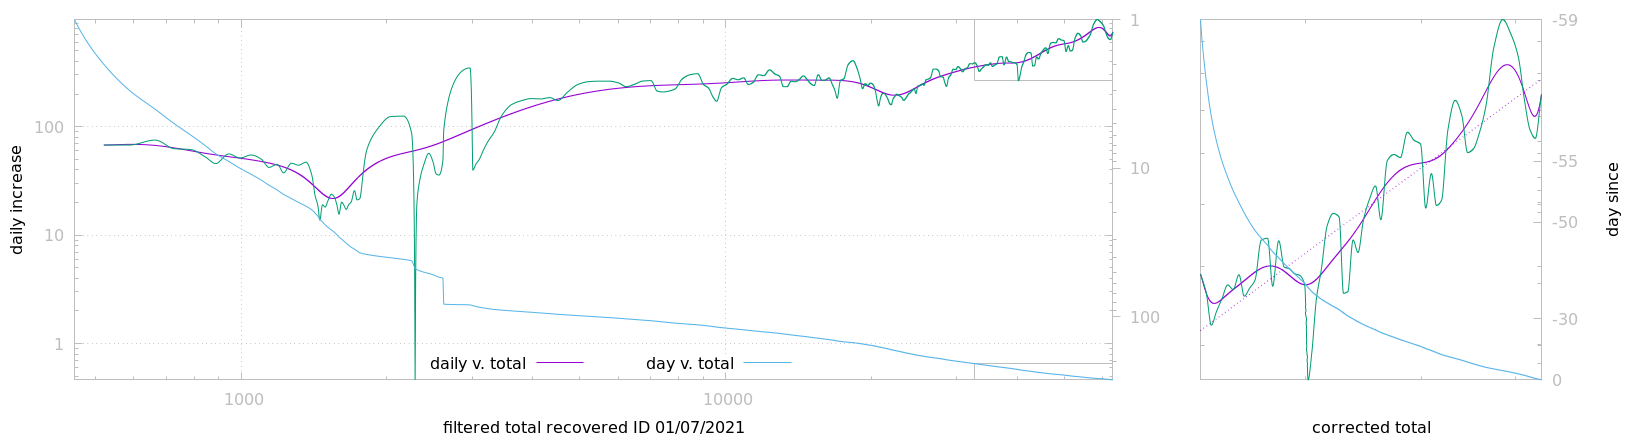 daily increase
100
10
1
1000
10000
filtered total recovered ID 01/07/2021
daily v. total
day v. total
1
10
100
-59
-55
-50
-30
0
day since
corrected total